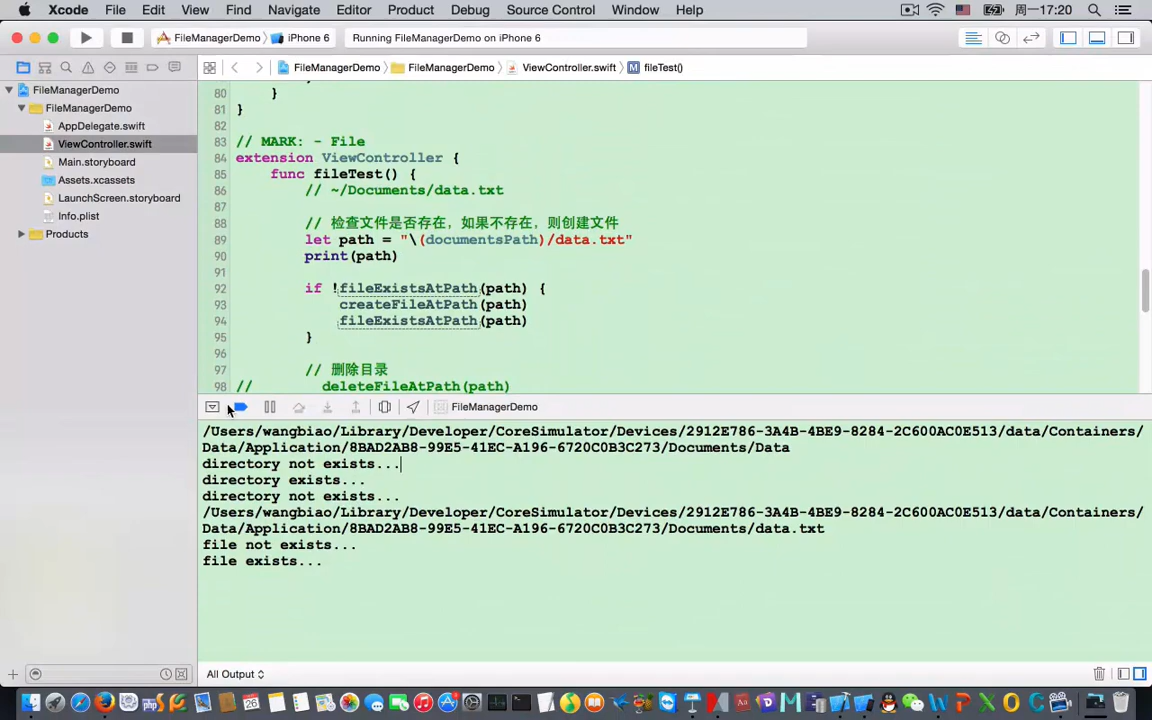 Xcode File Edit View Find Navigate Editor Product Debug Source Control Window Help 周一17:20
FileManagerDemo iPhone 6 Running FileManagerDemo on iPhone 6
FileManagerDemo FileManagerDemo ViewController.swift M fileTest()
FileManagerDemo
FileManagerDemo
AppDelegate.swift
ViewController.swift
Main.storyboard
Assets.xcassets
LaunchScreen.storyboard
Info.plist
Products
80 }
81 }
82
83 // MARK: - File
84 extension ViewController {
85 func fileTest() {
86 // ~/Documents/data.txt
87
88 // 检查文件是否存在，如果不存在，则创建文件
89 let path = "\(documentsPath)/data.txt"
90 print(path)
91
92 if !fileExistsAtPath(path) {
93 createFileAtPath(path)
94 fileExistsAtPath(path)
95 }
96
97 // 删除目录
98 // deleteFileAtPath(path)
FileManagerDemo
/Users/wangbiao/Library/Developer/CoreSimulator/Devices/2912E786-3A4B-4BE9-8284-2C600AC0E513/data/Containers/
Data/Application/8BAD2AB8-99E5-41EC-A196-6720C0B3C273/Documents/Data
directory not exists...
directory exists...
directory not exists...
/Users/wangbiao/Library/Developer/CoreSimulator/Devices/2912E786-3A4B-4BE9-8284-2C600AC0E513/data/Containers/
Data/Application/8BAD2AB8-99E5-41EC-A196-6720C0B3C273/Documents/data.txt
file not exists...
file exists...
All Output